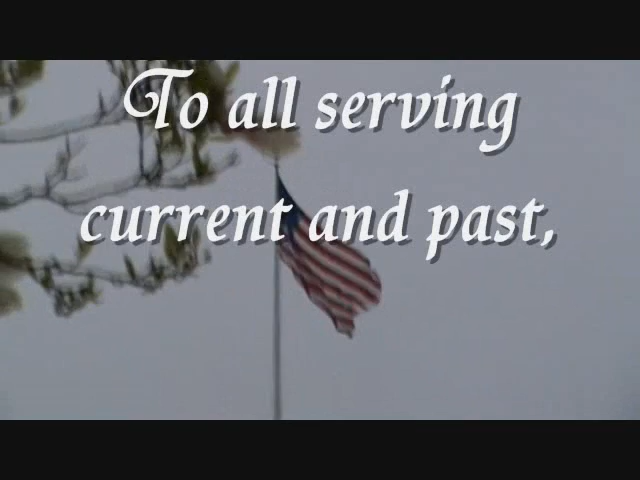 To all serving
current and past,